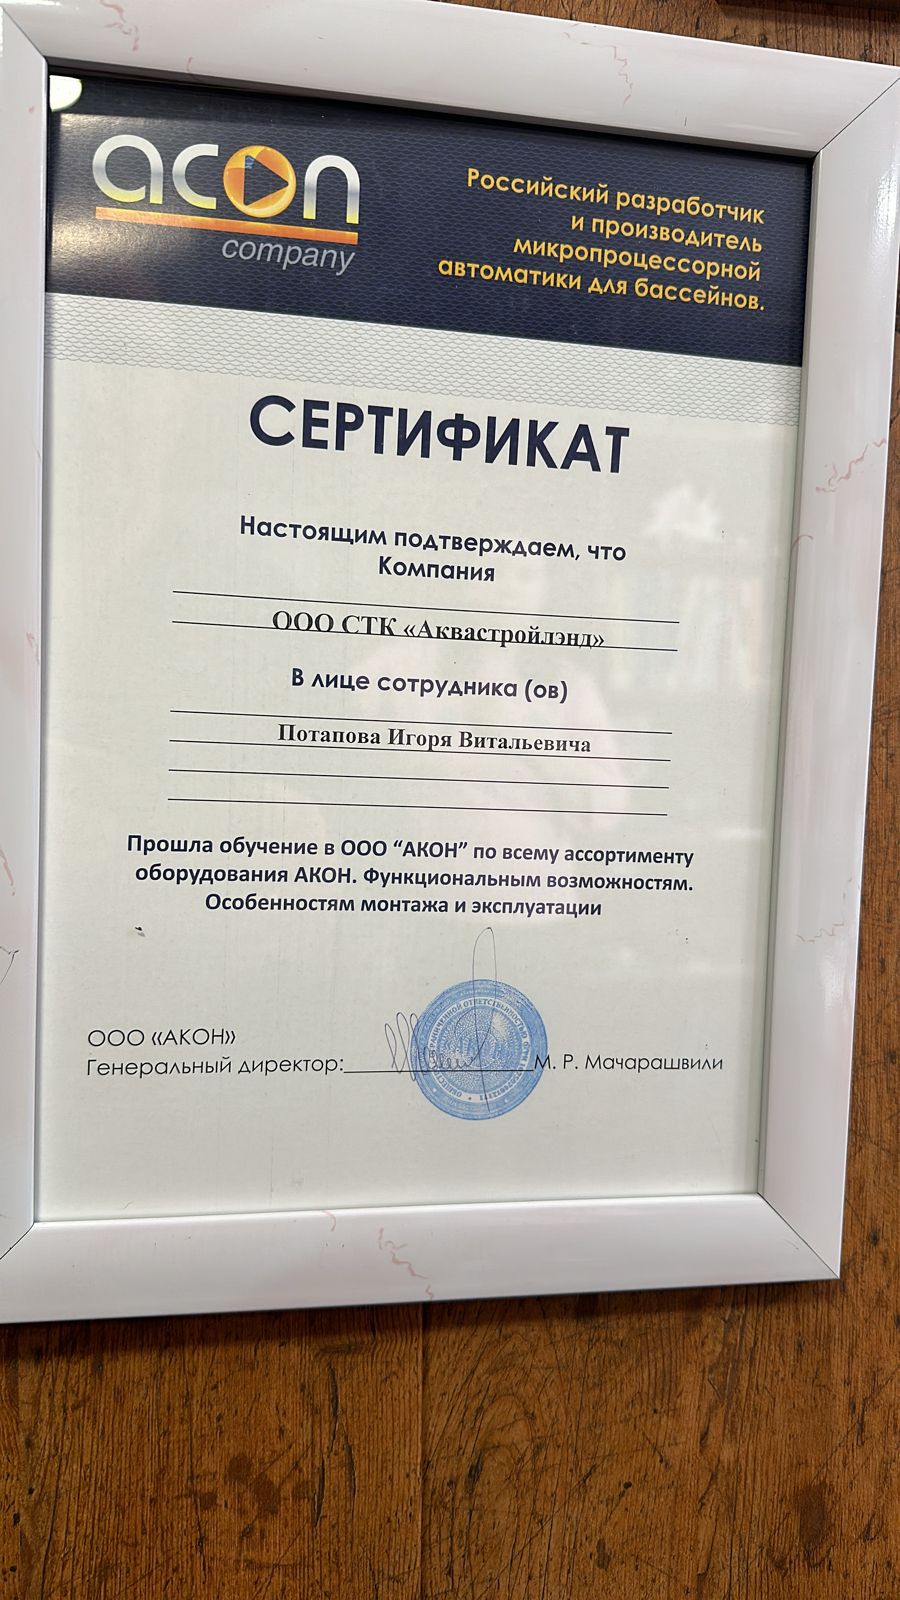 acon
company
Российский разработчик
и производитель
микропроцессорной
автоматики для бассейнов.
СЕРТИФИКАТ
Настоящим подтверждаем, что
Компания
ООО СТК «Аквастройлэнд»
В лице сотрудника (ов)
Потапова Игоря Витальевича
Прошла обучение в ООО “АКОН” по всему ассортименту
оборудования АКОН. Функциональным возможностям.
Особенностям монтажа и эксплуатации
ООО «АКОН»
Генеральный директор: М. Р. Мачарашвили